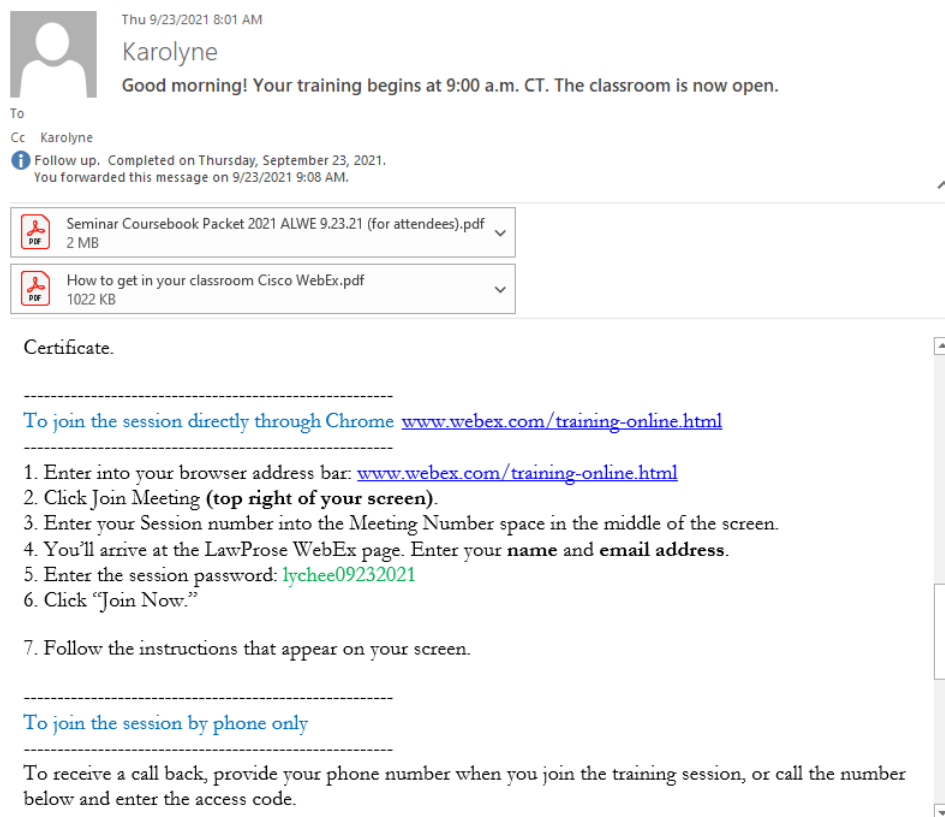 Thu 9/23/2021 8:01 AM
Karolyne
Good morning! Your training begins at 9:00 a.m. CT. The classroom is now open.
To
Cc Karolyne
Follow up. Completed on Thursday, September 23, 2021.
You forwarded this message on 9/23/2021 9:08 AM.
Seminar Coursebook Packet 2021 ALWE 9.23.21 (for attendees).pdf
2 MB
PDF
How to get in your classroom Cisco WebEx.pdf
1022 KB
PDF
Certificate.
-------------------------------------------------------
To join the session directly through Chrome www.webex.com/training-online.html
-------------------------------------------------------
1. Enter into your browser address bar: www.webex.com/training-online.html
2. Click Join Meeting (top right of your screen).
3. Enter your Session number into the Meeting Number space in the middle of the screen.
4. You’ll arrive at the LawProse WebEx page. Enter your name and email address.
5. Enter the session password: lychee09232021
6. Click “Join Now.”
7. Follow the instructions that appear on your screen.
-------------------------------------------------------
To join the session by phone only
-------------------------------------------------------
To receive a call back, provide your phone number when you join the training session, or call the number
below and enter the access code.